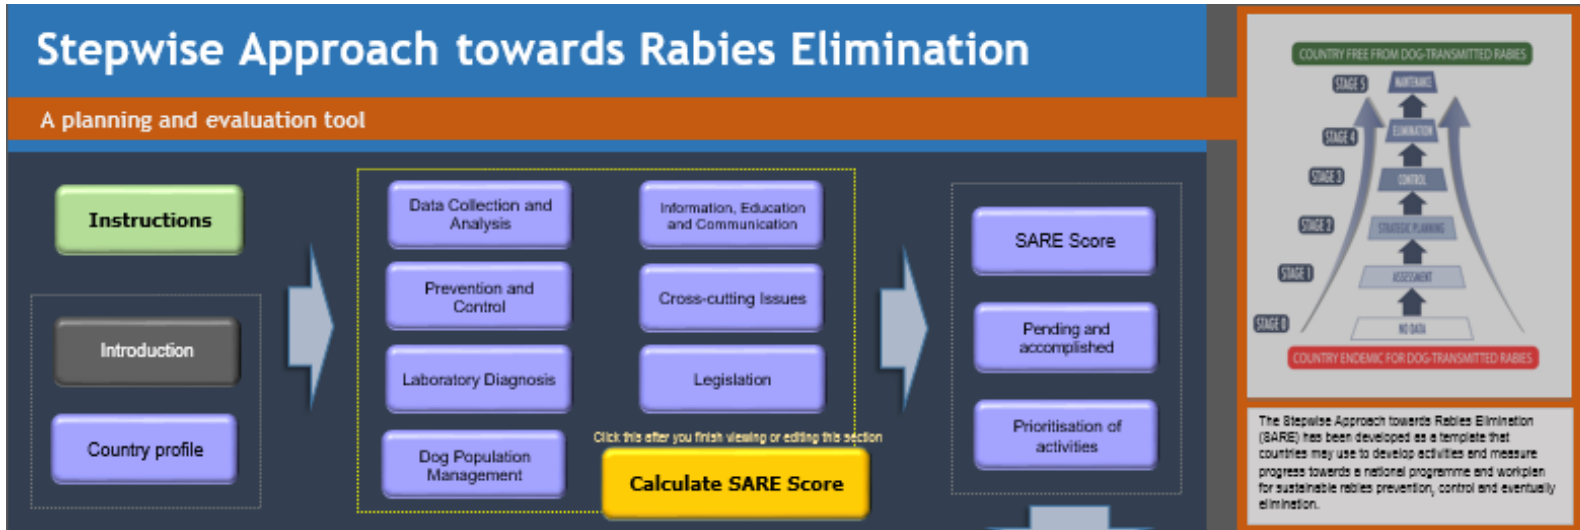 Stepwise Approach towards Rabies Elimination
A planning and evaluation tool
Instructions
Introduction
Country profile
Data Collection and
Analysis
Prevention and
Control
Laboratory Diagnosis
Dog Population
Management
Information, Education
and Communication
Cross-cutting Issues
Legislation
Click this after you finish viewing or editing this section
Calculate SARE Score
SARE Score
Pending and
accomplished
Prioritisation of
activities
COUNTRY FREE FROM DOG-TRANSMITTED RABIES
STAGE 5
MAINTENANCE
STAGE 4
ELIMINATION
STAGE 3
CONTROL
STAGE 2
STRATEGIC PLANNING
STAGE 1
ASSESSMENT
STAGE 0
NO DATA
COUNTRY ENDEMIC FOR DOG-TRANSMITTED RABIES
The Stepwise Approach towards Rabies Elimination
(SARE) has been developed as a template that
countries may use to develop activities and measure
progress towards a national programme and workplan
for sustainable rabies prevention, control and eventually
elimination.